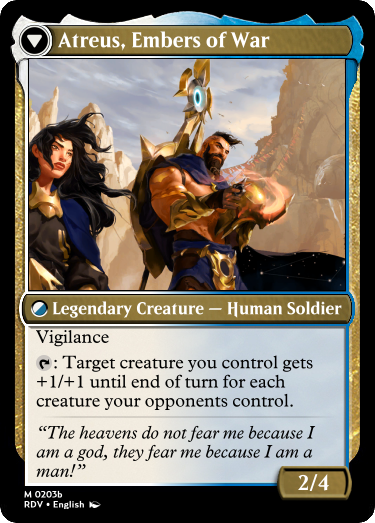 Atreus, Embers of War
Legendary Creature — Human Soldier
Vigilance
: Target creature you control gets
+1/+1 until end of turn for each
creature your opponents control.
“The heavens do not fear me because I
am a god, they fear me because I am a
man!”
2/4
M 0203b
RDV • English